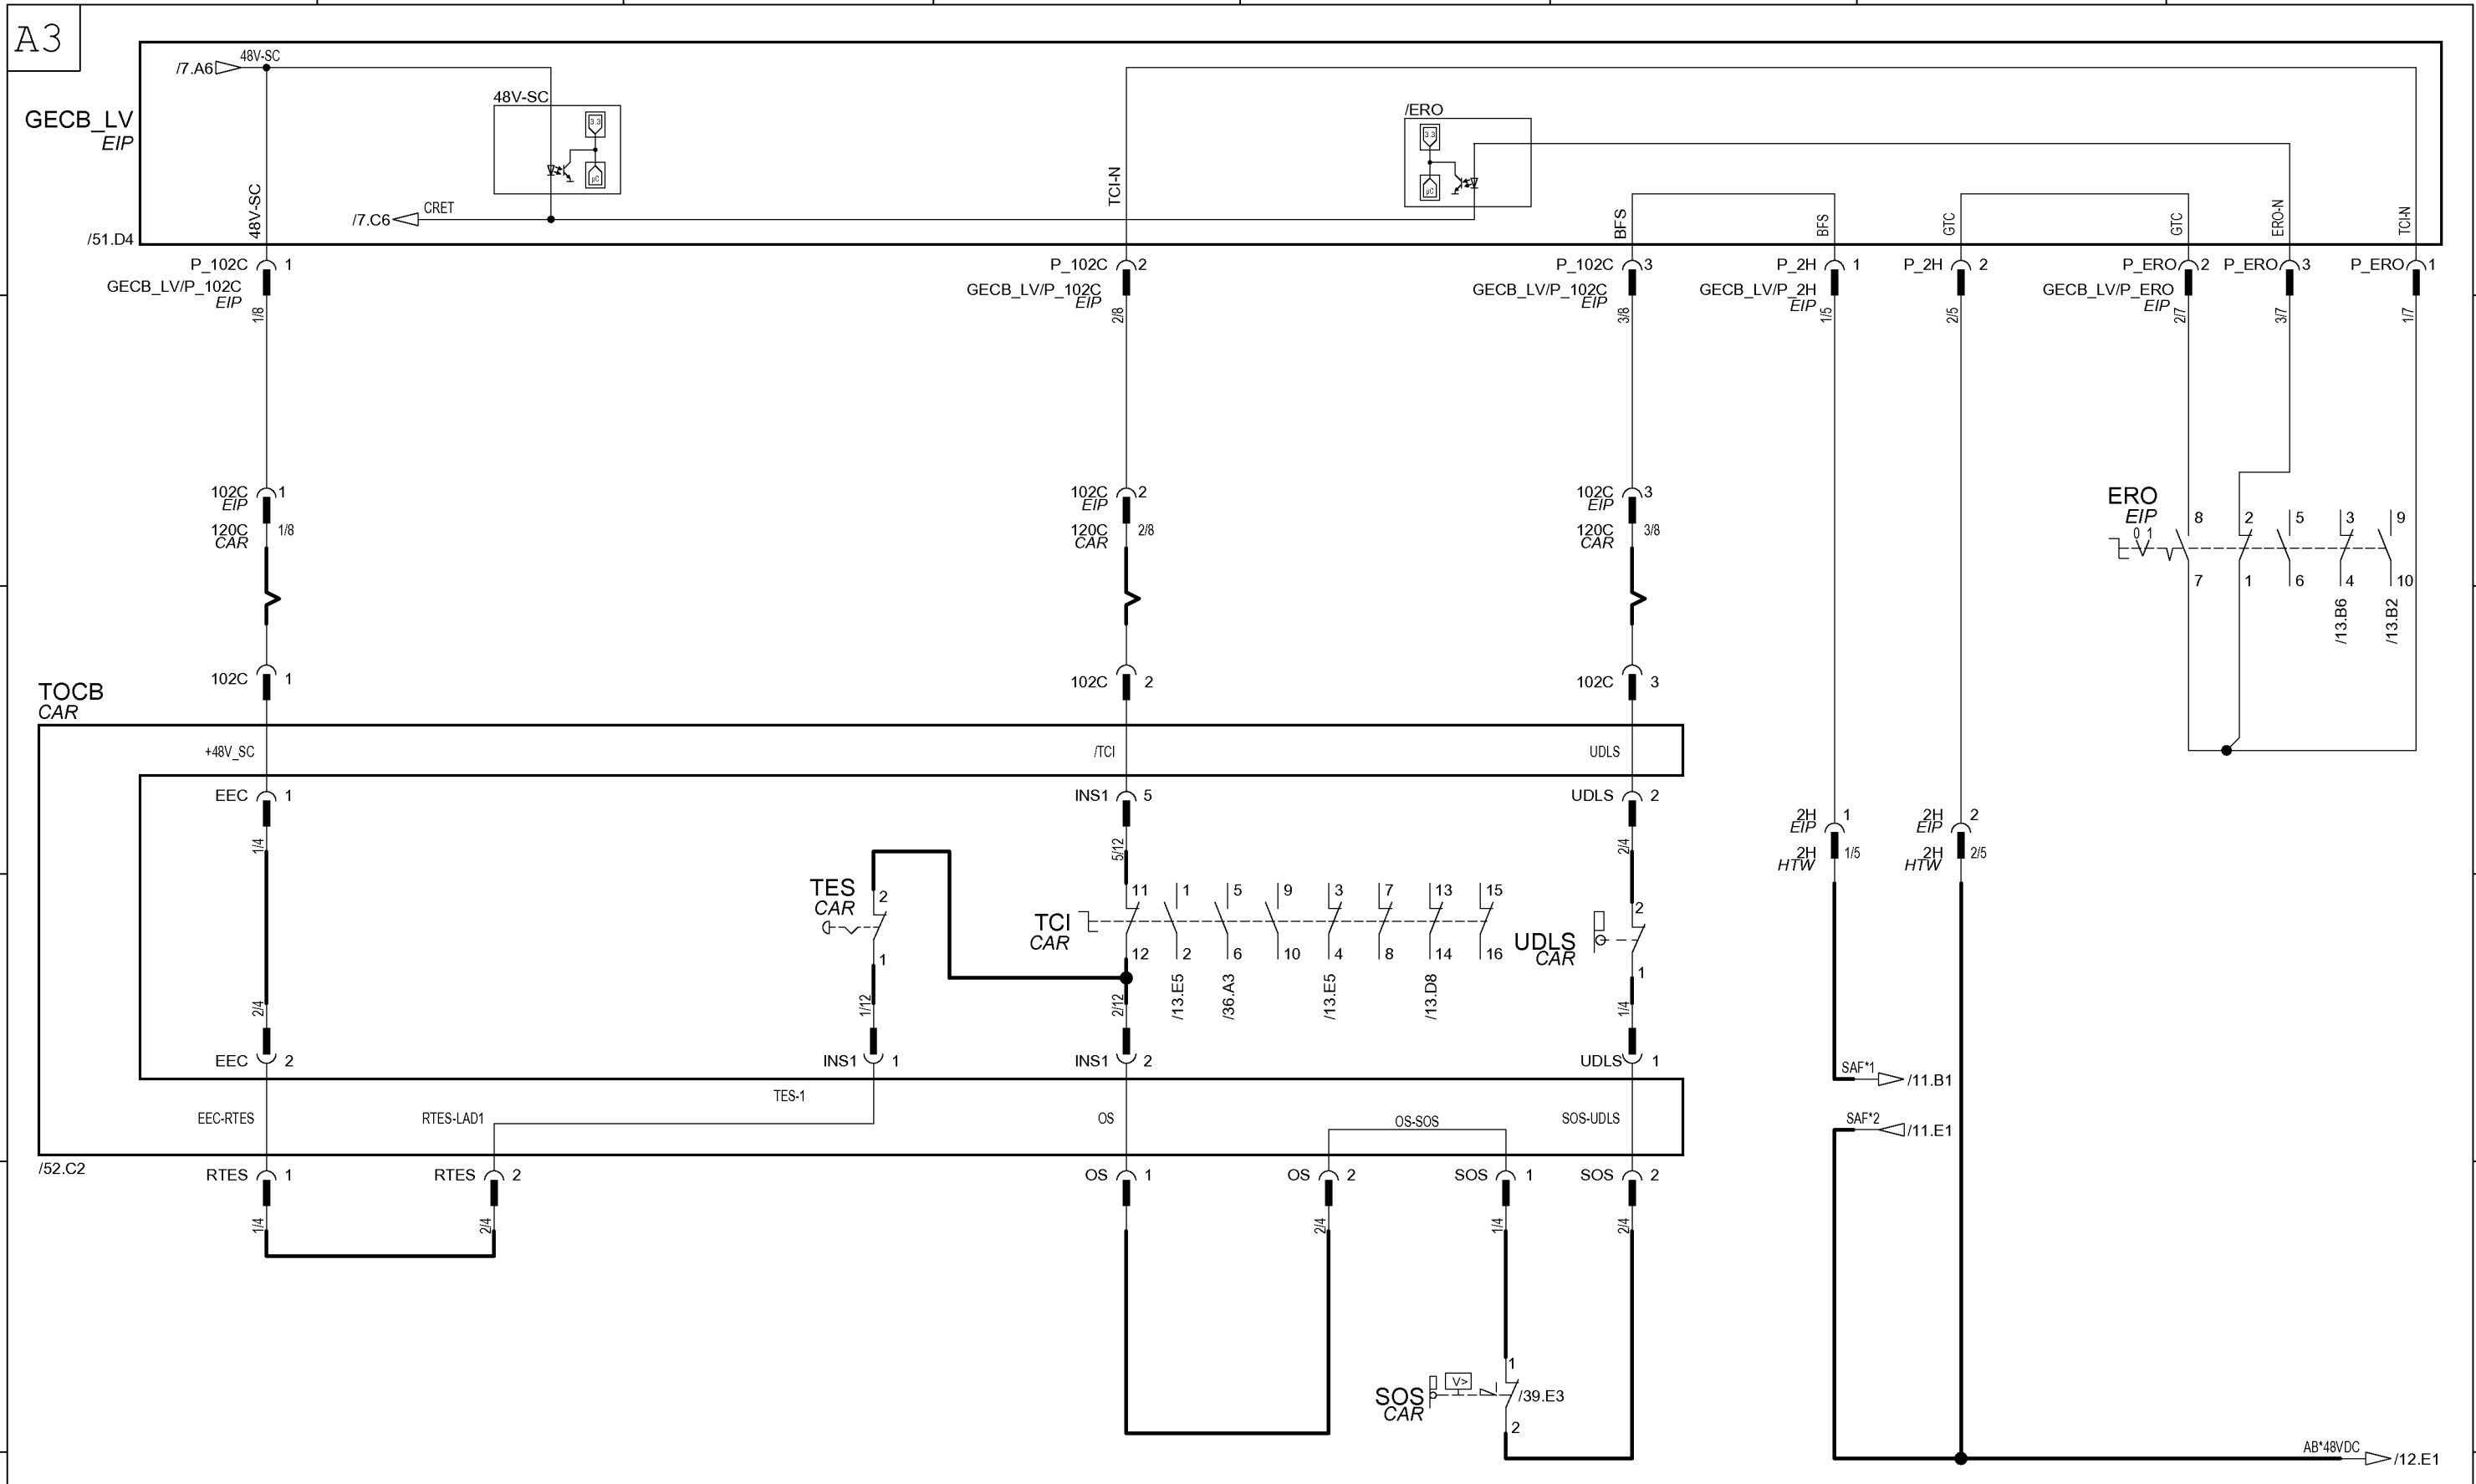 A3
/7.A6 48V-SC
48V-SC
3.3
µC
/ERO
3.3
µC
GECB_LV
EIP
/7.C6 CRET
/51.D4
48V-SC
TCI-N
BFS
BFS
GTC
GTC
ERO-N
TCI-N
P_102C 1
GECB_LV/P_102C
EIP
1/8
P_102C 2
GECB_LV/P_102C
EIP
2/8
P_102C 3
GECB_LV/P_102C
EIP
3/8
P_2H 1
GECB_LV/P_2H
EIP
1/5
P_2H 2
2/5
P_ERO 2
GECB_LV/P_ERO
EIP
2/7
P_ERO 3
3/7
P_ERO 1
1/7
102C 1
EIP
120C 1/8
CAR
102C 2
EIP
120C 2/8
CAR
102C 3
EIP
120C 3/8
CAR
ERO
EIP
0 1
8 2 5 3 9
7 1 6 4 10
/13.B6
/13.B2
102C 1
102C 2
102C 3
TOCB
CAR
+48V_SC
/TCI
UDLS
EEC 1
1/4
INS1 5
5/12
UDLS 2
2/4
2H 1
EIP
2H 1/5
HTW
2H 2
EIP
2H 2/5
HTW
TES
CAR
2
1
1/12
TCI
CAR
11 1 5 9 3 7 13 15
12 2 6 10 4 8 14 16
/13.E5
/36.A3
/13.E5
/13.D8
2/12
UDLS
CAR
2
1
1/4
2/4
EEC 2
INS1 1
INS1 2
UDLS 1
SAF*1 /11.B1
SAF*2 /11.E1
TES-1
EEC-RTES
RTES-LAD1
OS
OS-SOS
SOS-UDLS
/52.C2
RTES 1
1/4
RTES 2
2/4
OS 1
OS 2
2/4
SOS 1
1/4
SOS 2
2/4
SOS
CAR
V>
1
/39.E3
2
AB*48VDC /12.E1